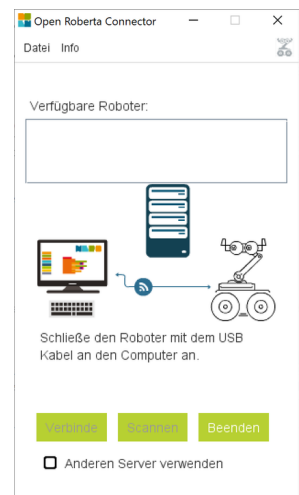 Open Roberta Connector
Datei Info
Verfügbare Roboter:
Schließe den Roboter mit dem USB
Kabel an den Computer an.
Verbinde Scannen Beenden
Anderen Server verwenden